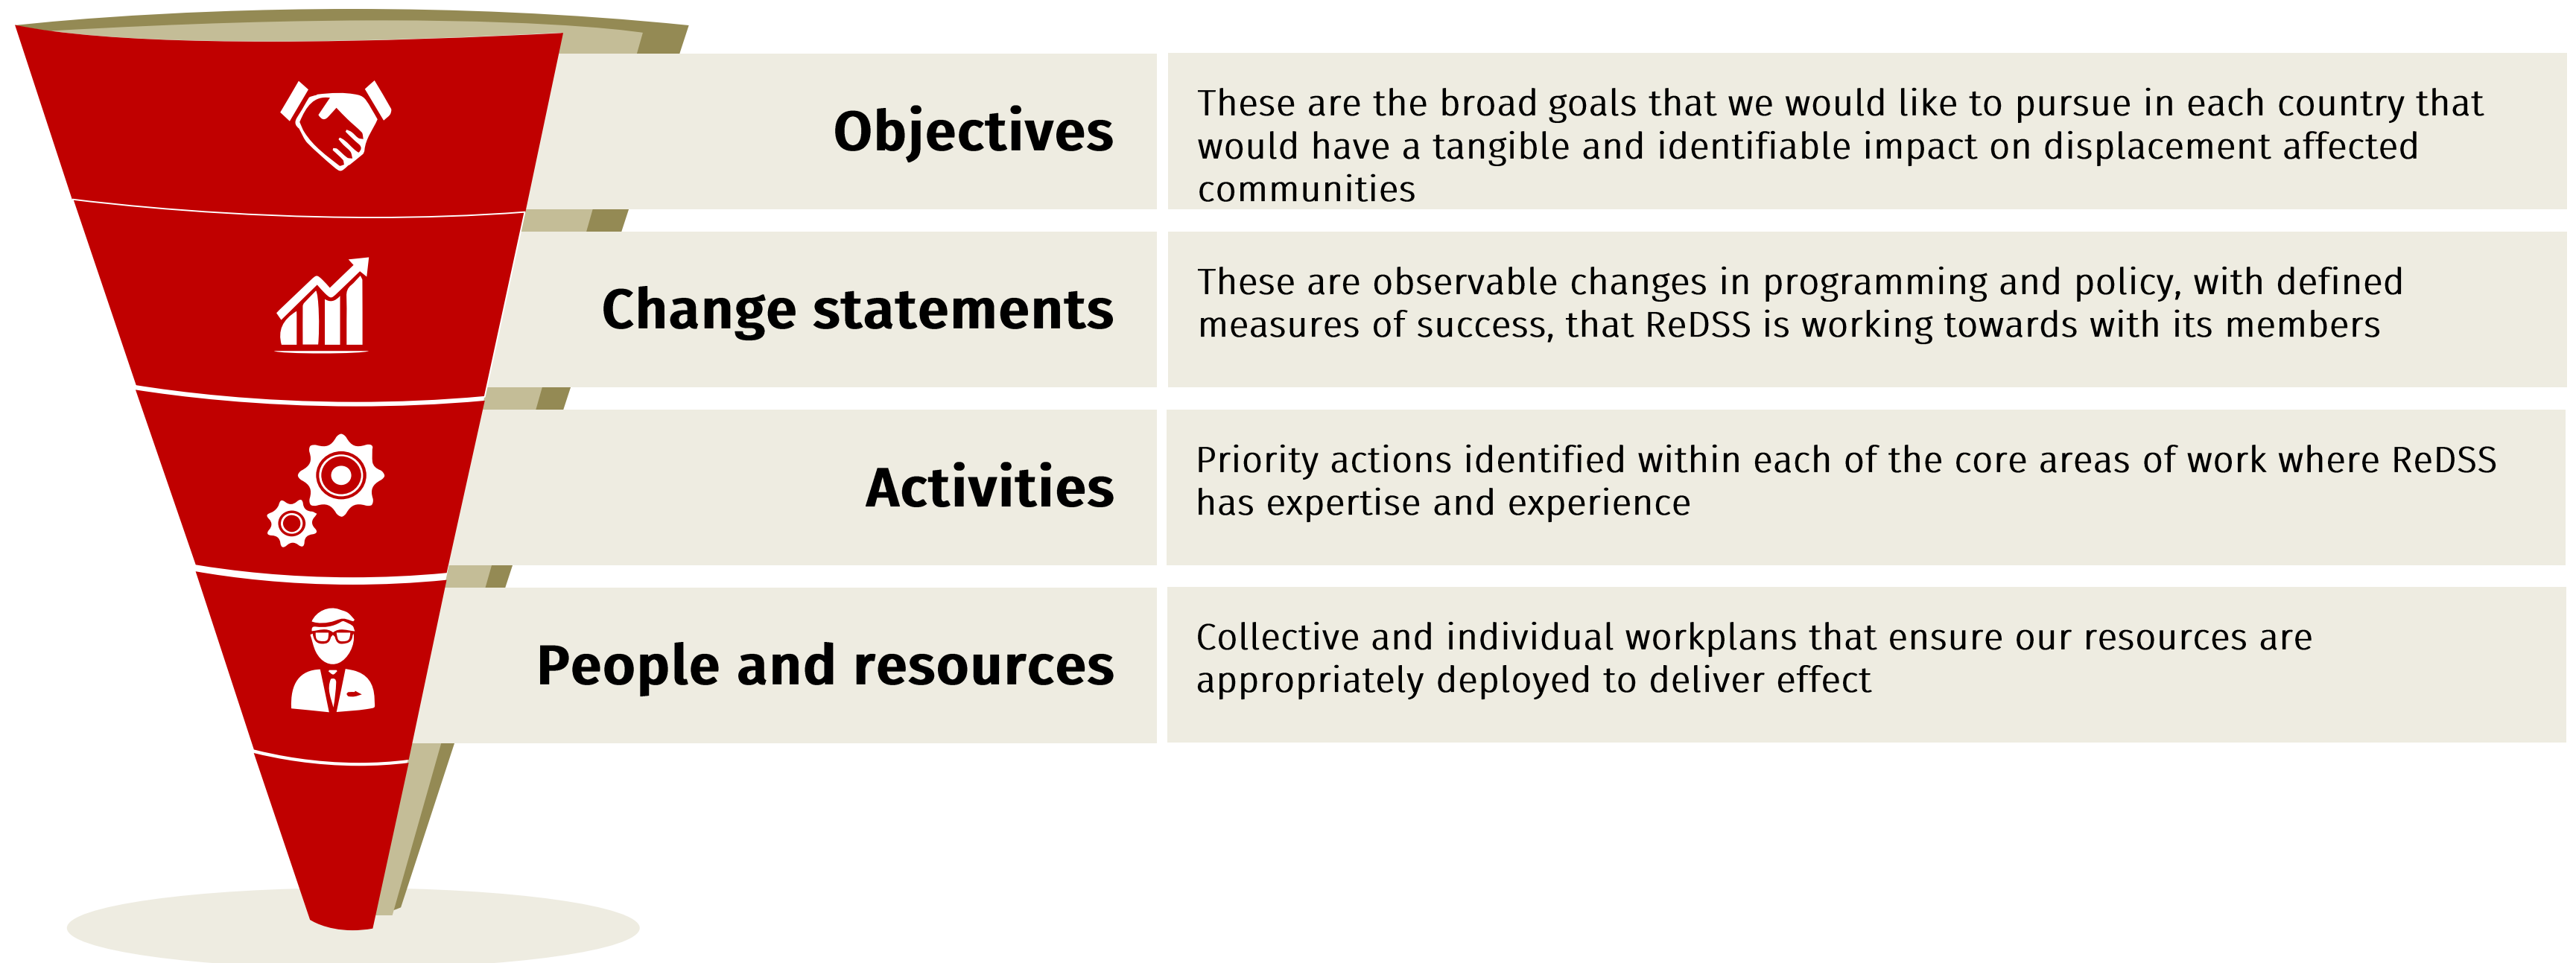 Objectives
These are the broad goals that we would like to pursue in each country that
would have a tangible and identifiable impact on displacement affected
communities
Change statements
These are observable changes in programming and policy, with defined
measures of success, that ReDSS is working towards with its members
Activities
Priority actions identified within each of the core areas of work where ReDSS
has expertise and experience
People and resources
Collective and individual workplans that ensure our resources are
appropriately deployed to deliver effect